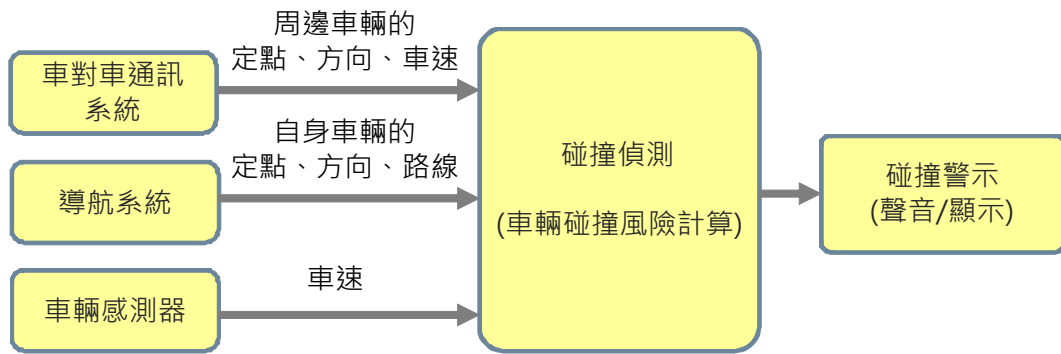 周邊車輛的
定點、方向、車速
車對車通訊
系統
自身車輛的
定點、方向、路線
導航系統
車速
車輛感測器
碰撞偵測
(車輛碰撞風險計算)
碰撞警示
(聲音/顯示)